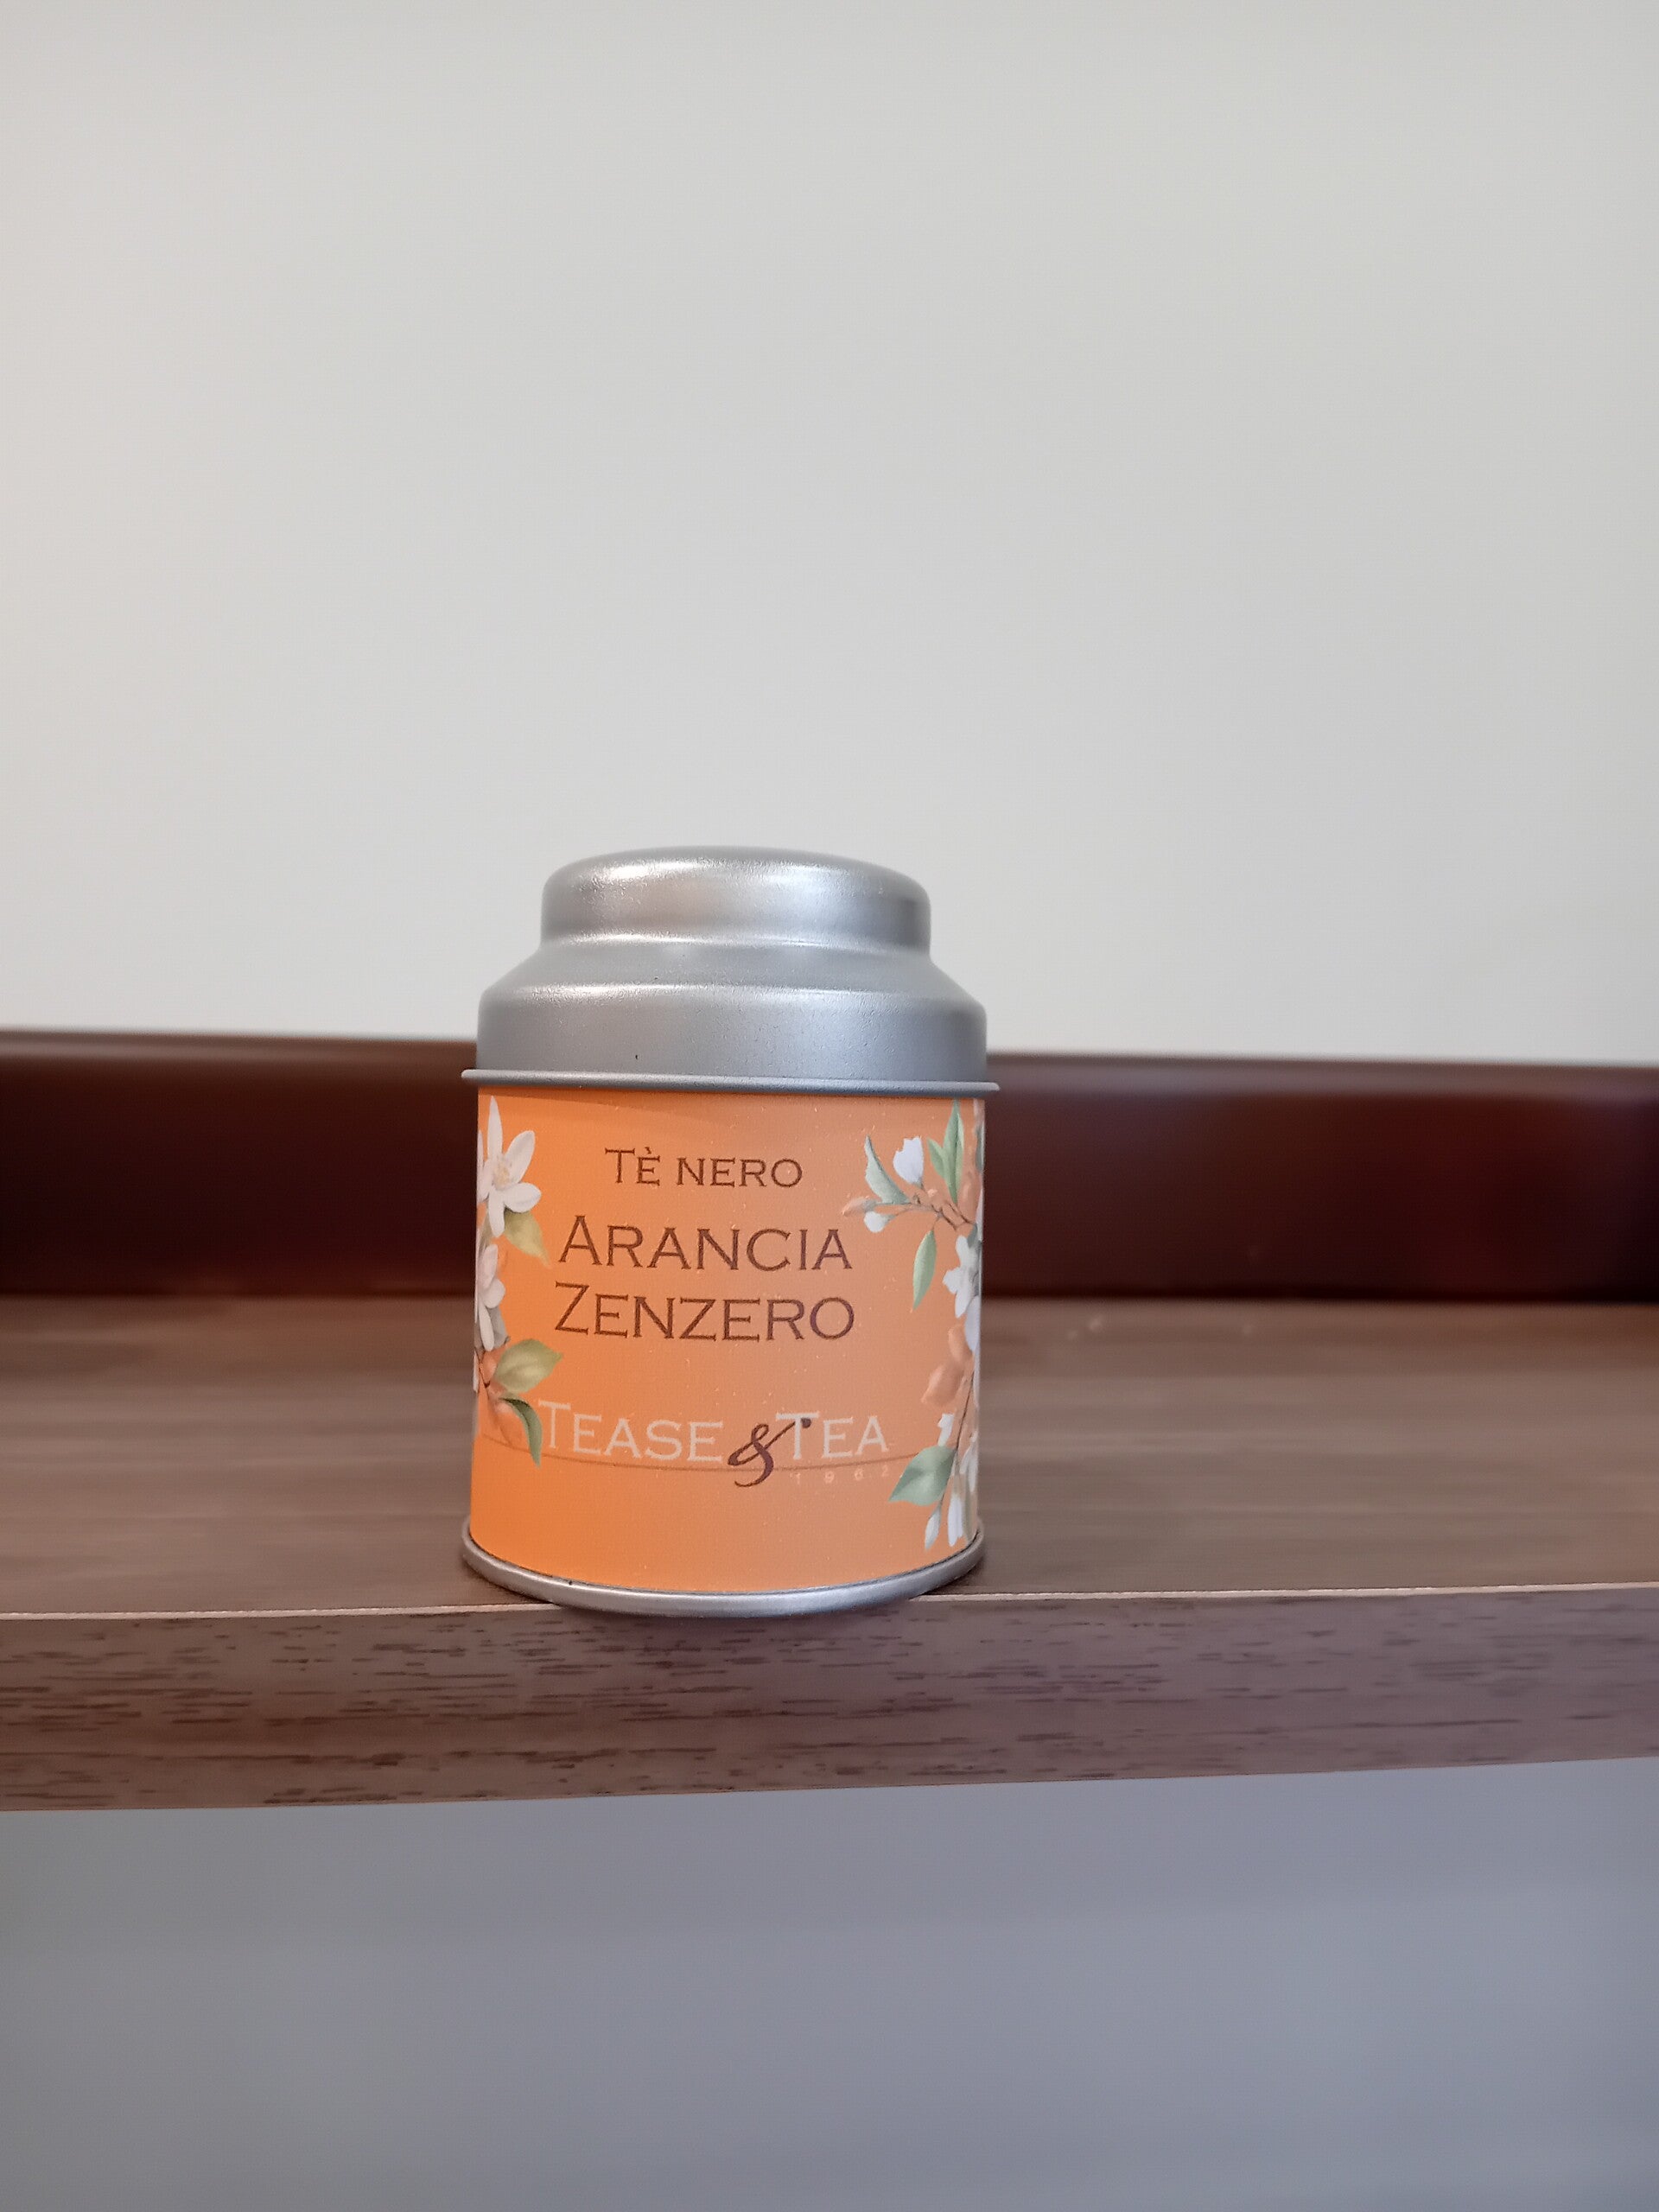 TÈ NERO
ARANCIA
ZENZERO
TEASE & TEA
1962